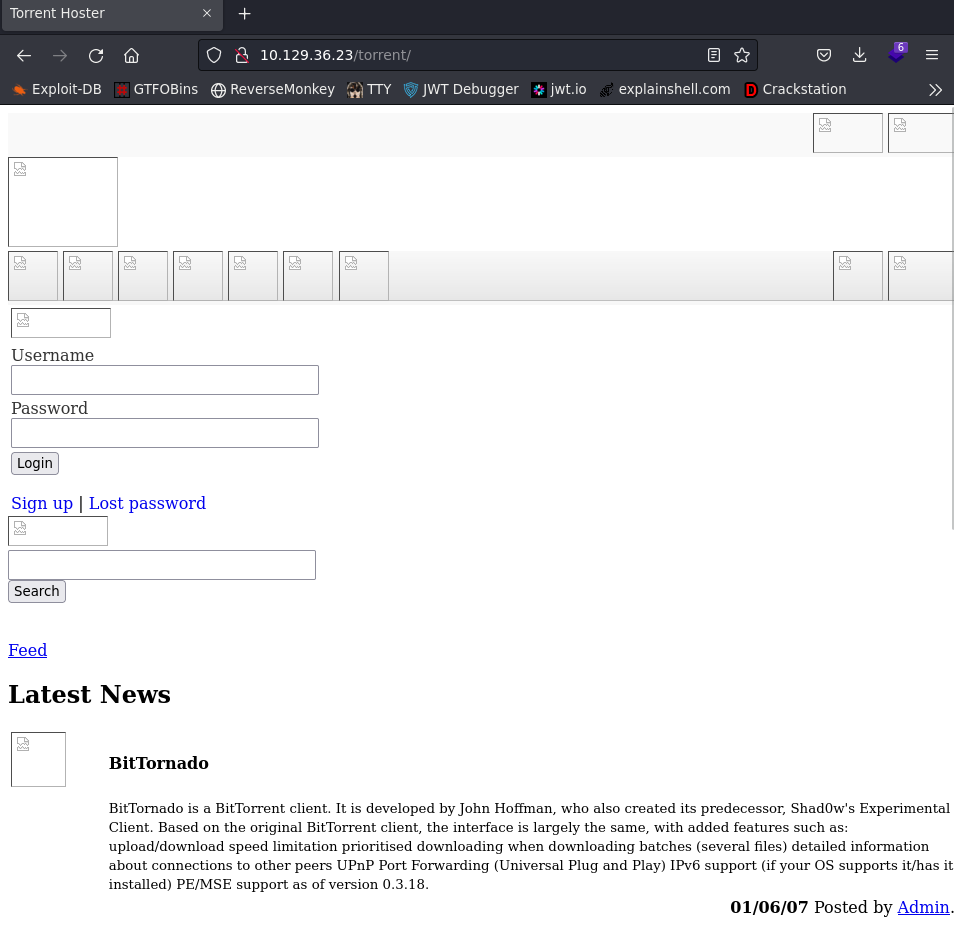 Torrent Hoster
6
10.129.36.23/torrent/
Exploit-DB GTFOBins ReverseMonkey TTY JWT Debugger jwt.io explainshell.com Crackstation
Username
Password
Login
Sign up | Lost password
Search
Feed
Latest News
BitTornado
BitTornado is a BitTorrent client. It is developed by John Hoffman, who also created its predecessor, Shad0w's Experimental
Client. Based on the original BitTorrent client, the interface is largely the same, with added features such as:
upload/download speed limitation prioritised downloading when downloading batches (several files) detailed information
about connections to other peers UPnP Port Forwarding (Universal Plug and Play) IPv6 support (if your OS supports it/has it
installed) PE/MSE support as of version 0.3.18.
01/06/07 Posted by Admin.